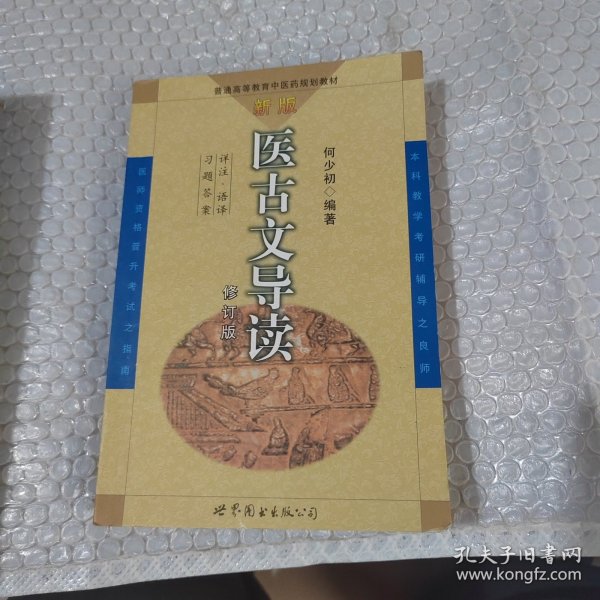 普通高等教育中医药规划教材
新版
医古文导读
修订版
何少初◇编著
详注·语译
习题答案
本科教学考研辅导之良师
医师资格晋升考试之指南
世界图书出版公司
孔夫子旧书网
www.kongfz.com